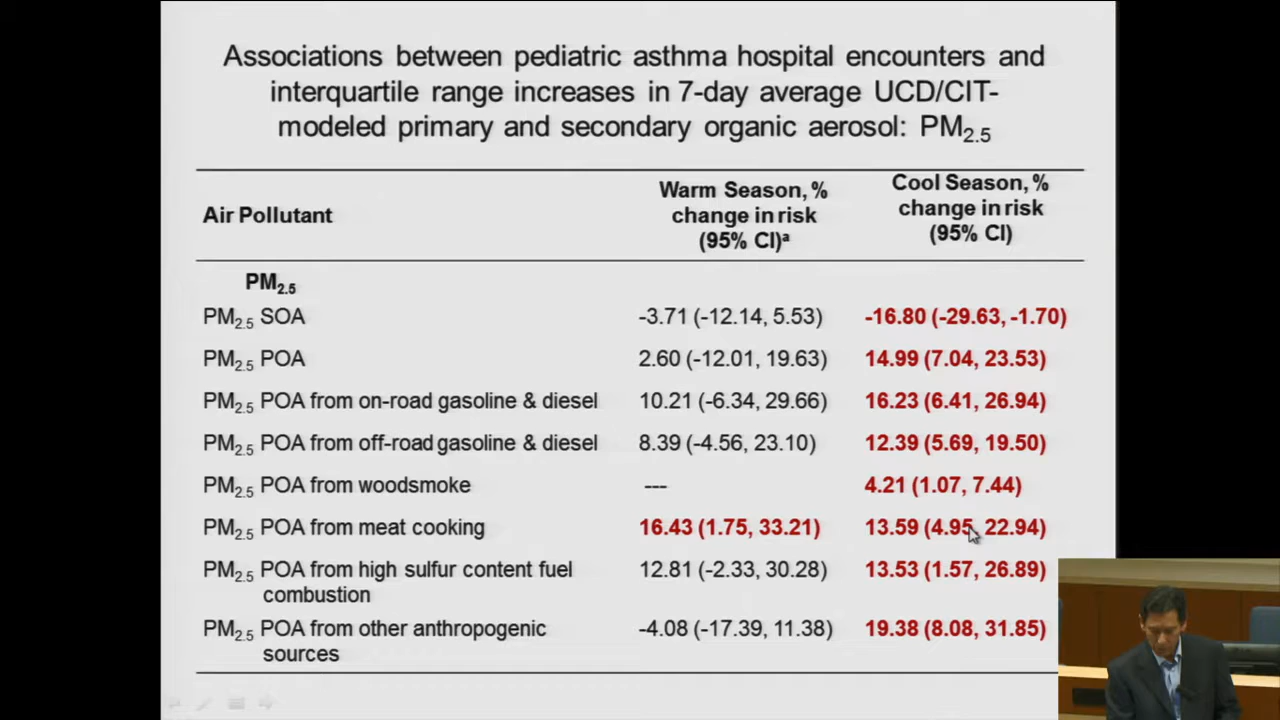 Associations between pediatric asthma hospital encounters and
interquartile range increases in 7-day average UCD/CIT-
modeled primary and secondary organic aerosol: PM2.5
Air Pollutant
Warm Season, %
change in risk
(95% CI)a
Cool Season, %
change in risk
(95% CI)
PM2.5
PM2.5 SOA -3.71 (-12.14, 5.53) -16.80 (-29.63, -1.70)
PM2.5 POA 2.60 (-12.01, 19.63) 14.99 (7.04, 23.53)
PM2.5 POA from on-road gasoline & diesel 10.21 (-6.34, 29.66) 16.23 (6.41, 26.94)
PM2.5 POA from off-road gasoline & diesel 8.39 (-4.56, 23.10) 12.39 (5.69, 19.50)
PM2.5 POA from woodsmoke --- 4.21 (1.07, 7.44)
PM2.5 POA from meat cooking 16.43 (1.75, 33.21) 13.59 (4.95, 22.94)
PM2.5 POA from high sulfur content fuel 12.81 (-2.33, 30.28) 13.53 (1.57, 26.89)
combustion
PM2.5 POA from other anthropogenic -4.08 (-17.39, 11.38) 19.38 (8.08, 31.85)
sources